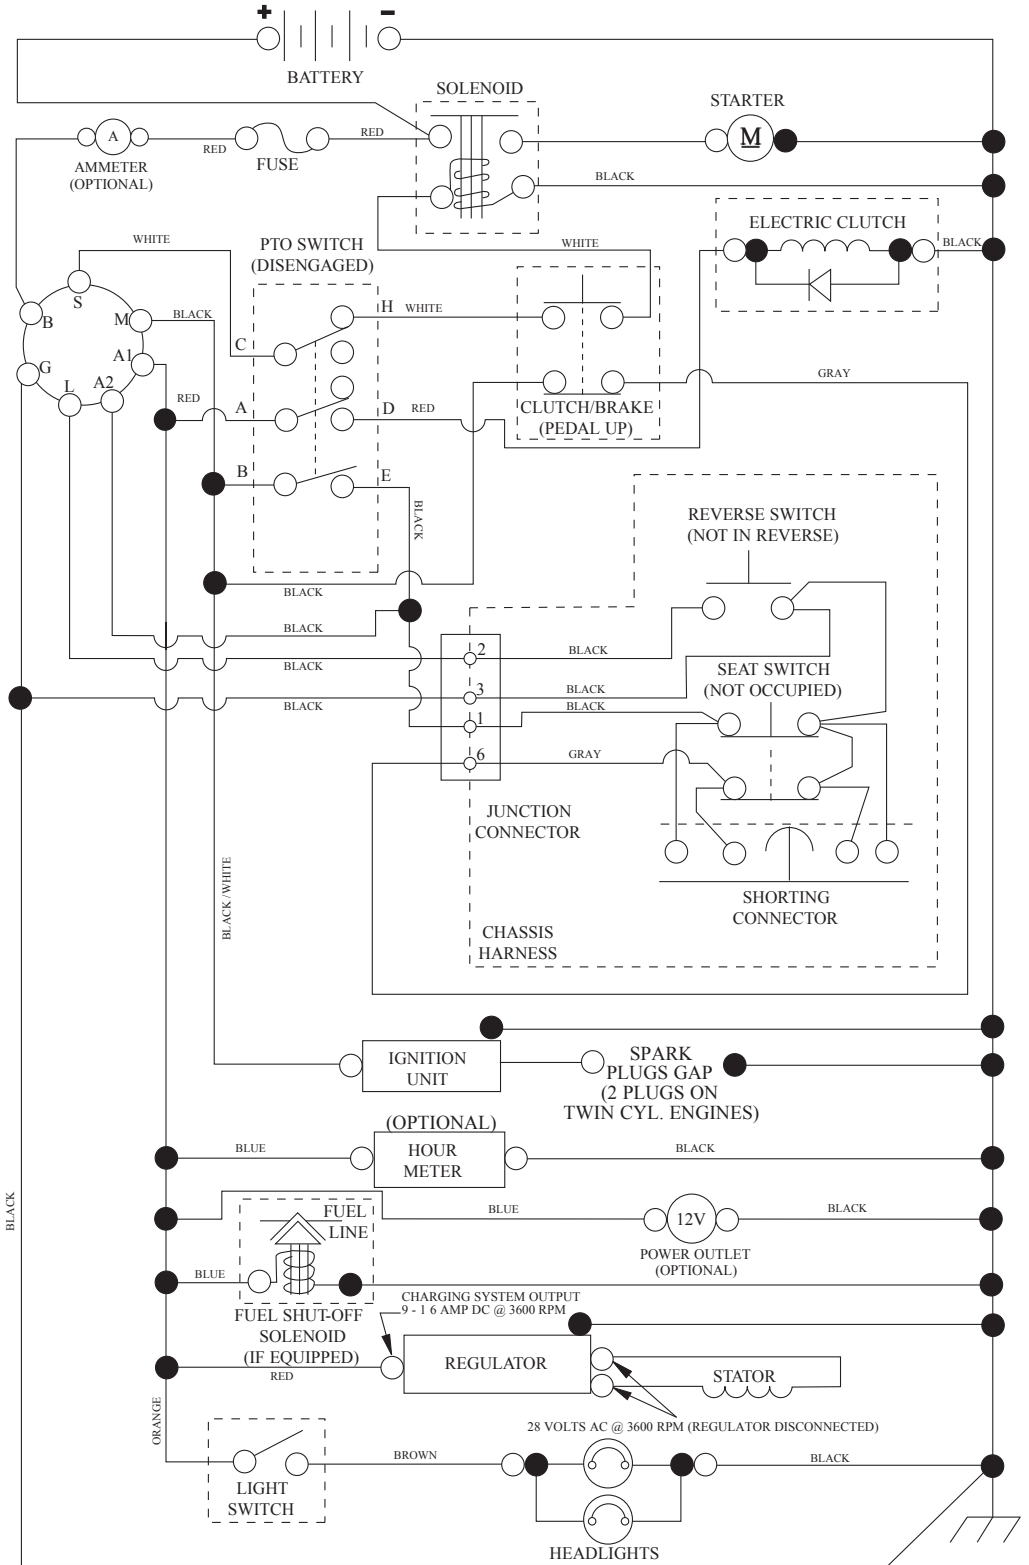 + -
BATTERY
SOLENOID
STARTER
A
M
RED
FUSE
RED
AMMETER
(OPTIONAL)
BLACK
ELECTRIC CLUTCH
BLACK
WHITE
PTO SWITCH
(DISENGAGED)
WHITE
S
B
M
BLACK
H
WHITE
C
G
A1
GRAY
L
A2
RED
A
D
RED
CLUTCH/BRAKE
(PEDAL UP)
B
E
BLACK
REVERSE SWITCH
(NOT IN REVERSE)
BLACK
BLACK
2
BLACK
BLACK
SEAT SWITCH
(NOT OCCUPIED)
3
BLACK
BLACK
BLACK
1
6
GRAY
JUNCTION
CONNECTOR
BLACK /WHITE
SHORTING
CONNECTOR
CHASSIS
HARNESS
IGNITION
UNIT
SPARK
PLUGS GAP
(2 PLUGS ON
TWIN CYL. ENGINES)
(OPTIONAL)
HOUR
METER
BLUE
BLACK
BLACK
FUEL
LINE
BLUE
12V
BLACK
POWER OUTLET
(OPTIONAL)
BLUE
FUEL SHUT-OFF
SOLENOID
(IF EQUIPPED)
CHARGING SYSTEM OUTPUT
9 - 1 6 AMP DC @ 3600 RPM
REGULATOR
STATOR
RED
28 VOLTS AC @ 3600 RPM (REGULATOR DISCONNECTED)
ORANGE
BROWN
BLACK
LIGHT
SWITCH
HEADLIGHTS